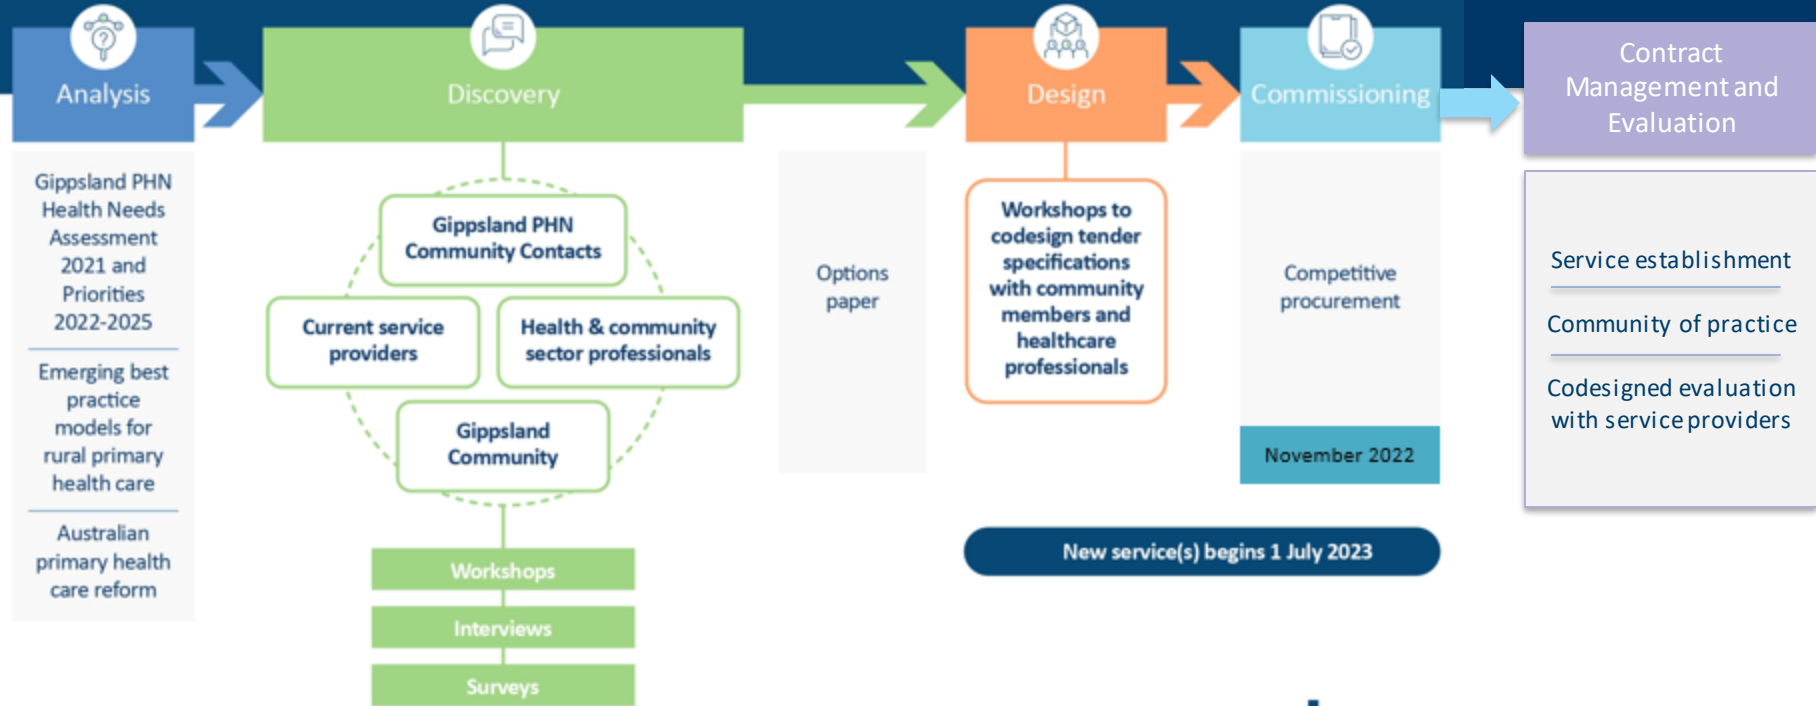 Analysis
Gippsland PHN
Health Needs
Assessment
2021 and
Priorities
2022-2025
Emerging best
practice
models for
rural primary
health care
Australian
primary health
care reform
Discovery
Gippsland PHN
Community Contacts
Current service
providers
Health & community
sector professionals
Gippsland
Community
Workshops
Interviews
Surveys
Options
paper
Design
Workshops to
codesign tender
specifications
with community
members and
healthcare
professionals
Commissioning
Competitive
procurement
November 2022
New service(s) begins 1 July 2023
Contract
Management and
Evaluation
Service establishment
Community of practice
Codesigned evaluation
with service providers